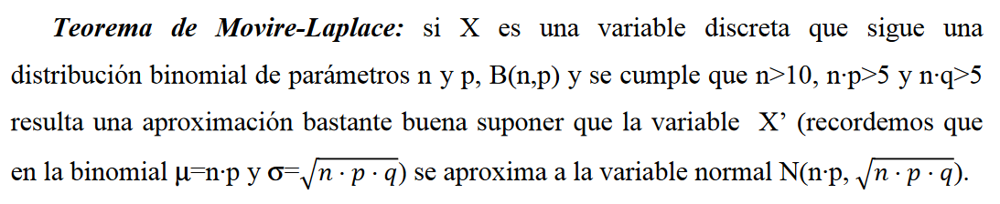 Teorema de Movire-Laplace: si X es una variable discreta que sigue una
distribución binomial de parámetros n y p, B(n,p) y se cumple que n>10, n·p>5 y n·q>5
resulta una aproximación bastante buena suponer que la variable X’ (recordemos que
en la binomial μ=n·p y σ=√(n · p · q)) se aproxima a la variable normal N(n·p, √(n · p · q)).